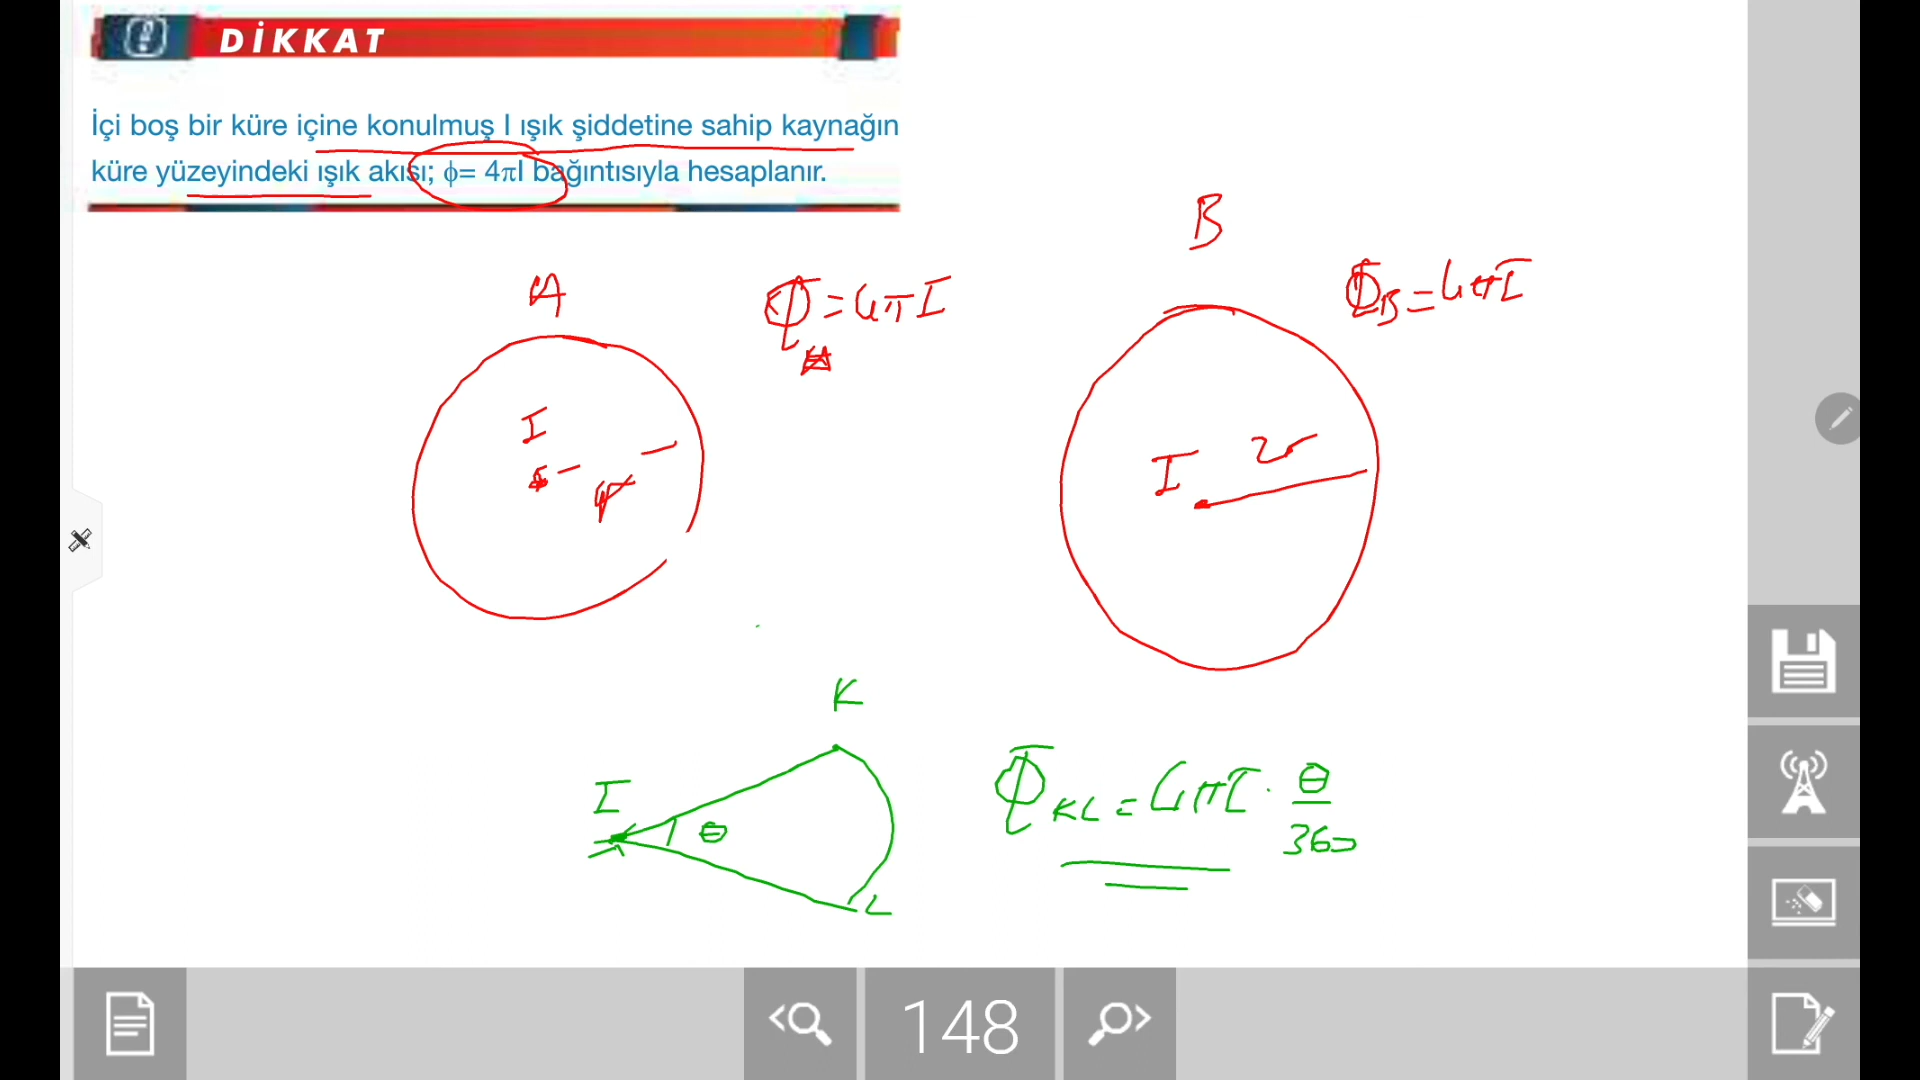 DİKKAT
İçi boş bir küre içine konulmuş I ışık şiddetine sahip kaynağın
küre yüzeyindeki ışık akısı; ϕ= 4πI bağıntısıyla hesaplanır.
B
A
Φ_A = 4πI
Φ_B = 4πI
I
r
I
2r
K
I
θ
L
Φ_KL = 4πI · θ/360
148